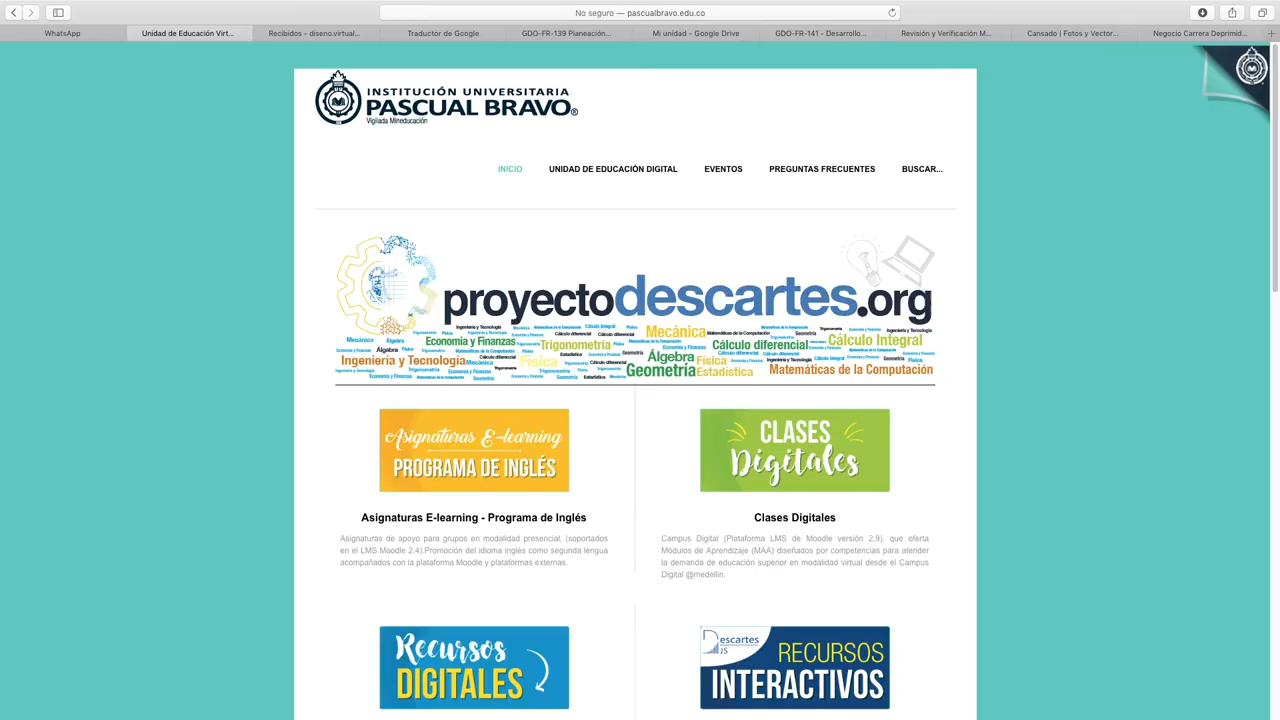 No seguro — pascualbravo.edu.co
WhatsApp
Unidad de Educación Virt...
Recibidos - diseno.virtual...
Traductor de Google
GDO-FR-139 Planeación...
Mi unidad - Google Drive
GDO-FR-141 - Desarrollo...
Revisión y Verificación M...
Cansado | Fotos y Vector...
Negocio Carrera Deprimid...
INSTITUCIÓN UNIVERSITARIA
PASCUAL BRAVO®
Vigilada Mineducación
INICIO
UNIDAD DE EDUCACIÓN DIGITAL
EVENTOS
PREGUNTAS FRECUENTES
BUSCAR...
proyectodescartes.org
Mecánica
Economía y Finanzas
Trigonometría
Cálculo diferencial
Cálculo Integral
Ingeniería y Tecnología
Física
Álgebra
Física
Geometría
Estadística
Matemáticas de la Computación
Asignaturas E-learning
PROGRAMA DE INGLÉS
CLASES
Digitales
Asignaturas E-learning - Programa de Inglés
Asignaturas de apoyo para grupos en modalidad presencial, (soportados
en el LMS Moodle 2.4).Promoción del idioma inglés como segunda lengua
acompañados con la plataforma Moodle y plataformas externas.
Clases Digitales
Campus Digital (Plataforma LMS de Moodle versión 2.9). que oferta
Módulos de Aprendizaje (MAA) diseñados por competencias para atender
la demanda de educación superior en modalidad virtual desde el Campus
Digital @medellin.
Recursos
DIGITALES
Descartes
JS
RECURSOS
INTERACTIVOS